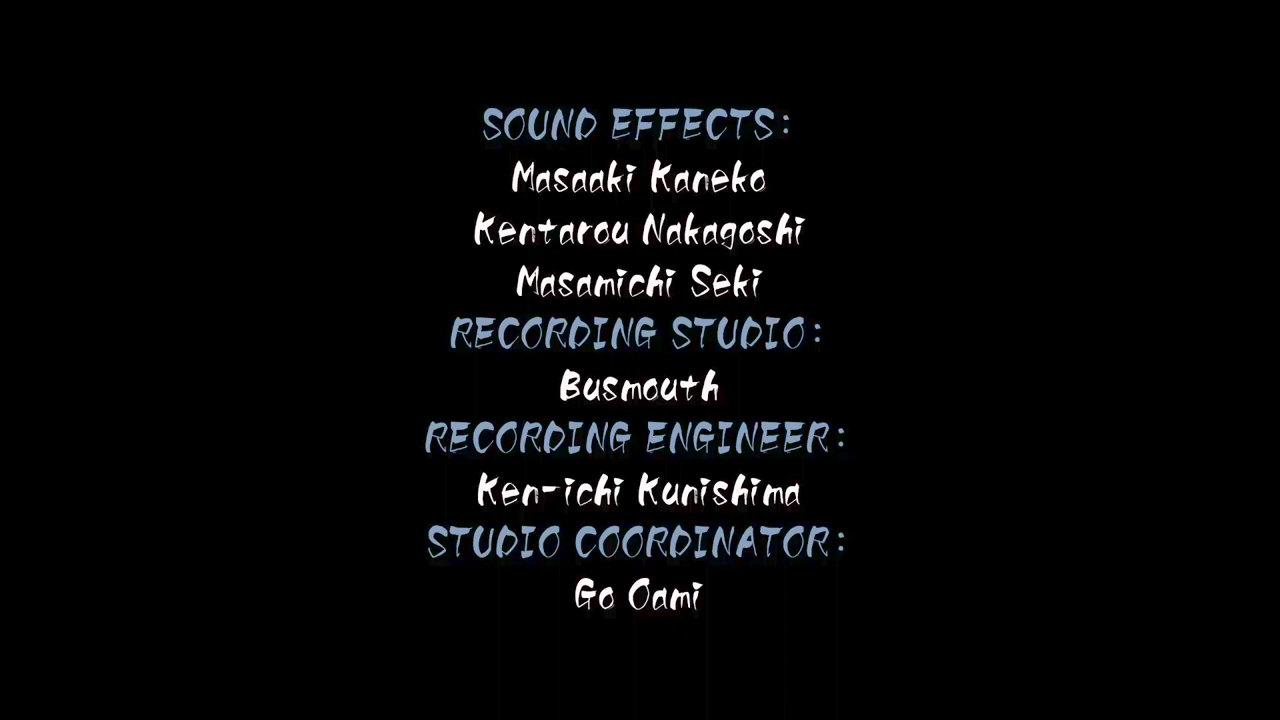 SOUND EFFECTS:
Masaaki Kaneko
Kentarou Nakagoshi
Masamichi Seki
RECORDING STUDIO:
Busmouth
RECORDING ENGINEER:
Ken-ichi Kunishima
STUDIO COORDINATOR:
Go Oami